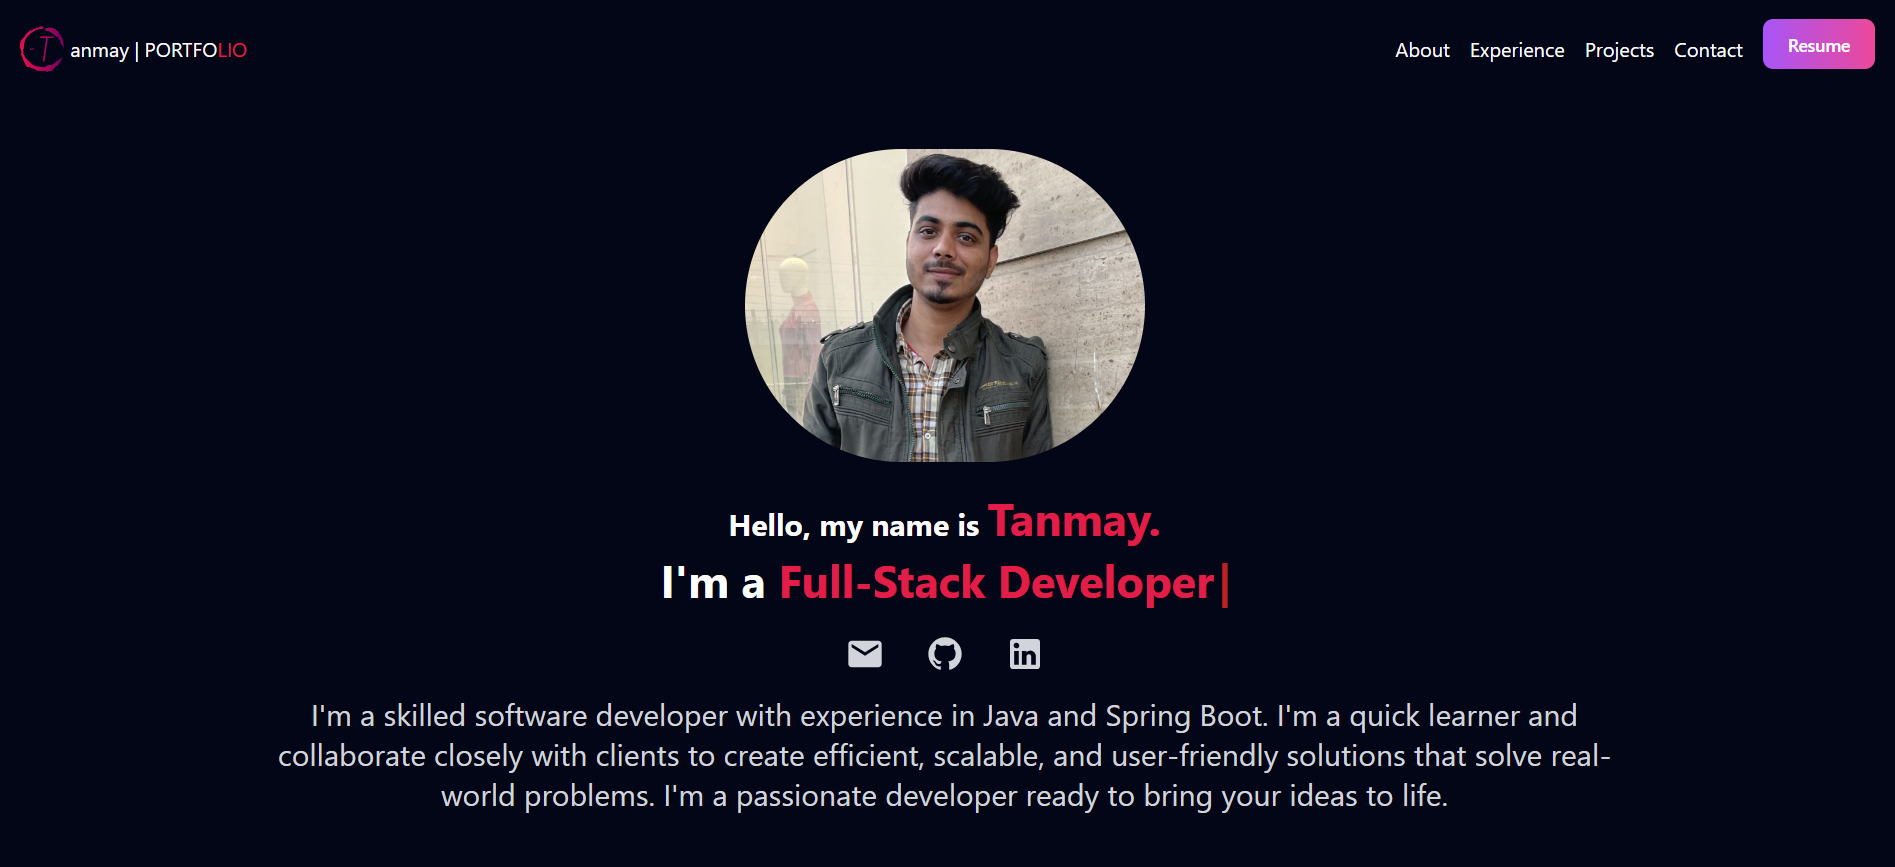 T anmay | PORTFOLIO
About Experience Projects Contact Resume
Hello, my name is Tanmay.
I'm a Full-Stack Developer|
I'm a skilled software developer with experience in Java and Spring Boot. I'm a quick learner and
collaborate closely with clients to create efficient, scalable, and user-friendly solutions that solve real-
world problems. I'm a passionate developer ready to bring your ideas to life.